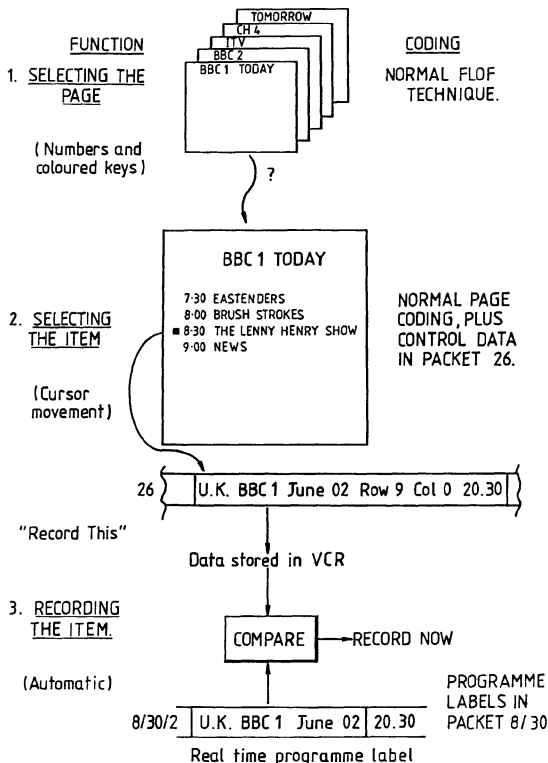 FUNCTION
CODING
TOMORROW
CH 4
ITV
BBC 2
BBC 1 TODAY
1. SELECTING THE
PAGE
NORMAL FLOF
TECHNIQUE.
(Numbers and
coloured keys)
?
BBC 1 TODAY
7·30 EASTENDERS
8·00 BRUSH STROKES
8·30 THE LENNY HENRY SHOW
9·00 NEWS
2. SELECTING
THE ITEM
NORMAL PAGE
CODING, PLUS
CONTROL DATA
IN PACKET 26.
(Cursor
movement)
26 U.K. BBC 1 June 02 Row 9 Col 0 20.30
"Record This"
Data stored in VCR
3. RECORDING
THE ITEM.
COMPARE RECORD NOW
(Automatic)
PROGRAMME
LABELS IN
PACKET 8/30
8/30/2 U.K. BBC 1 June 02 20.30
Real time programme label